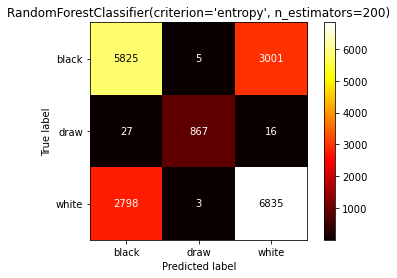 RandomForestClassifier(criterion='entropy', n_estimators=200)
black 5825 5 3001
draw 27 867 16
white 2798 3 6835
black draw white
Predicted label
True label
6000
5000
4000
3000
2000
1000